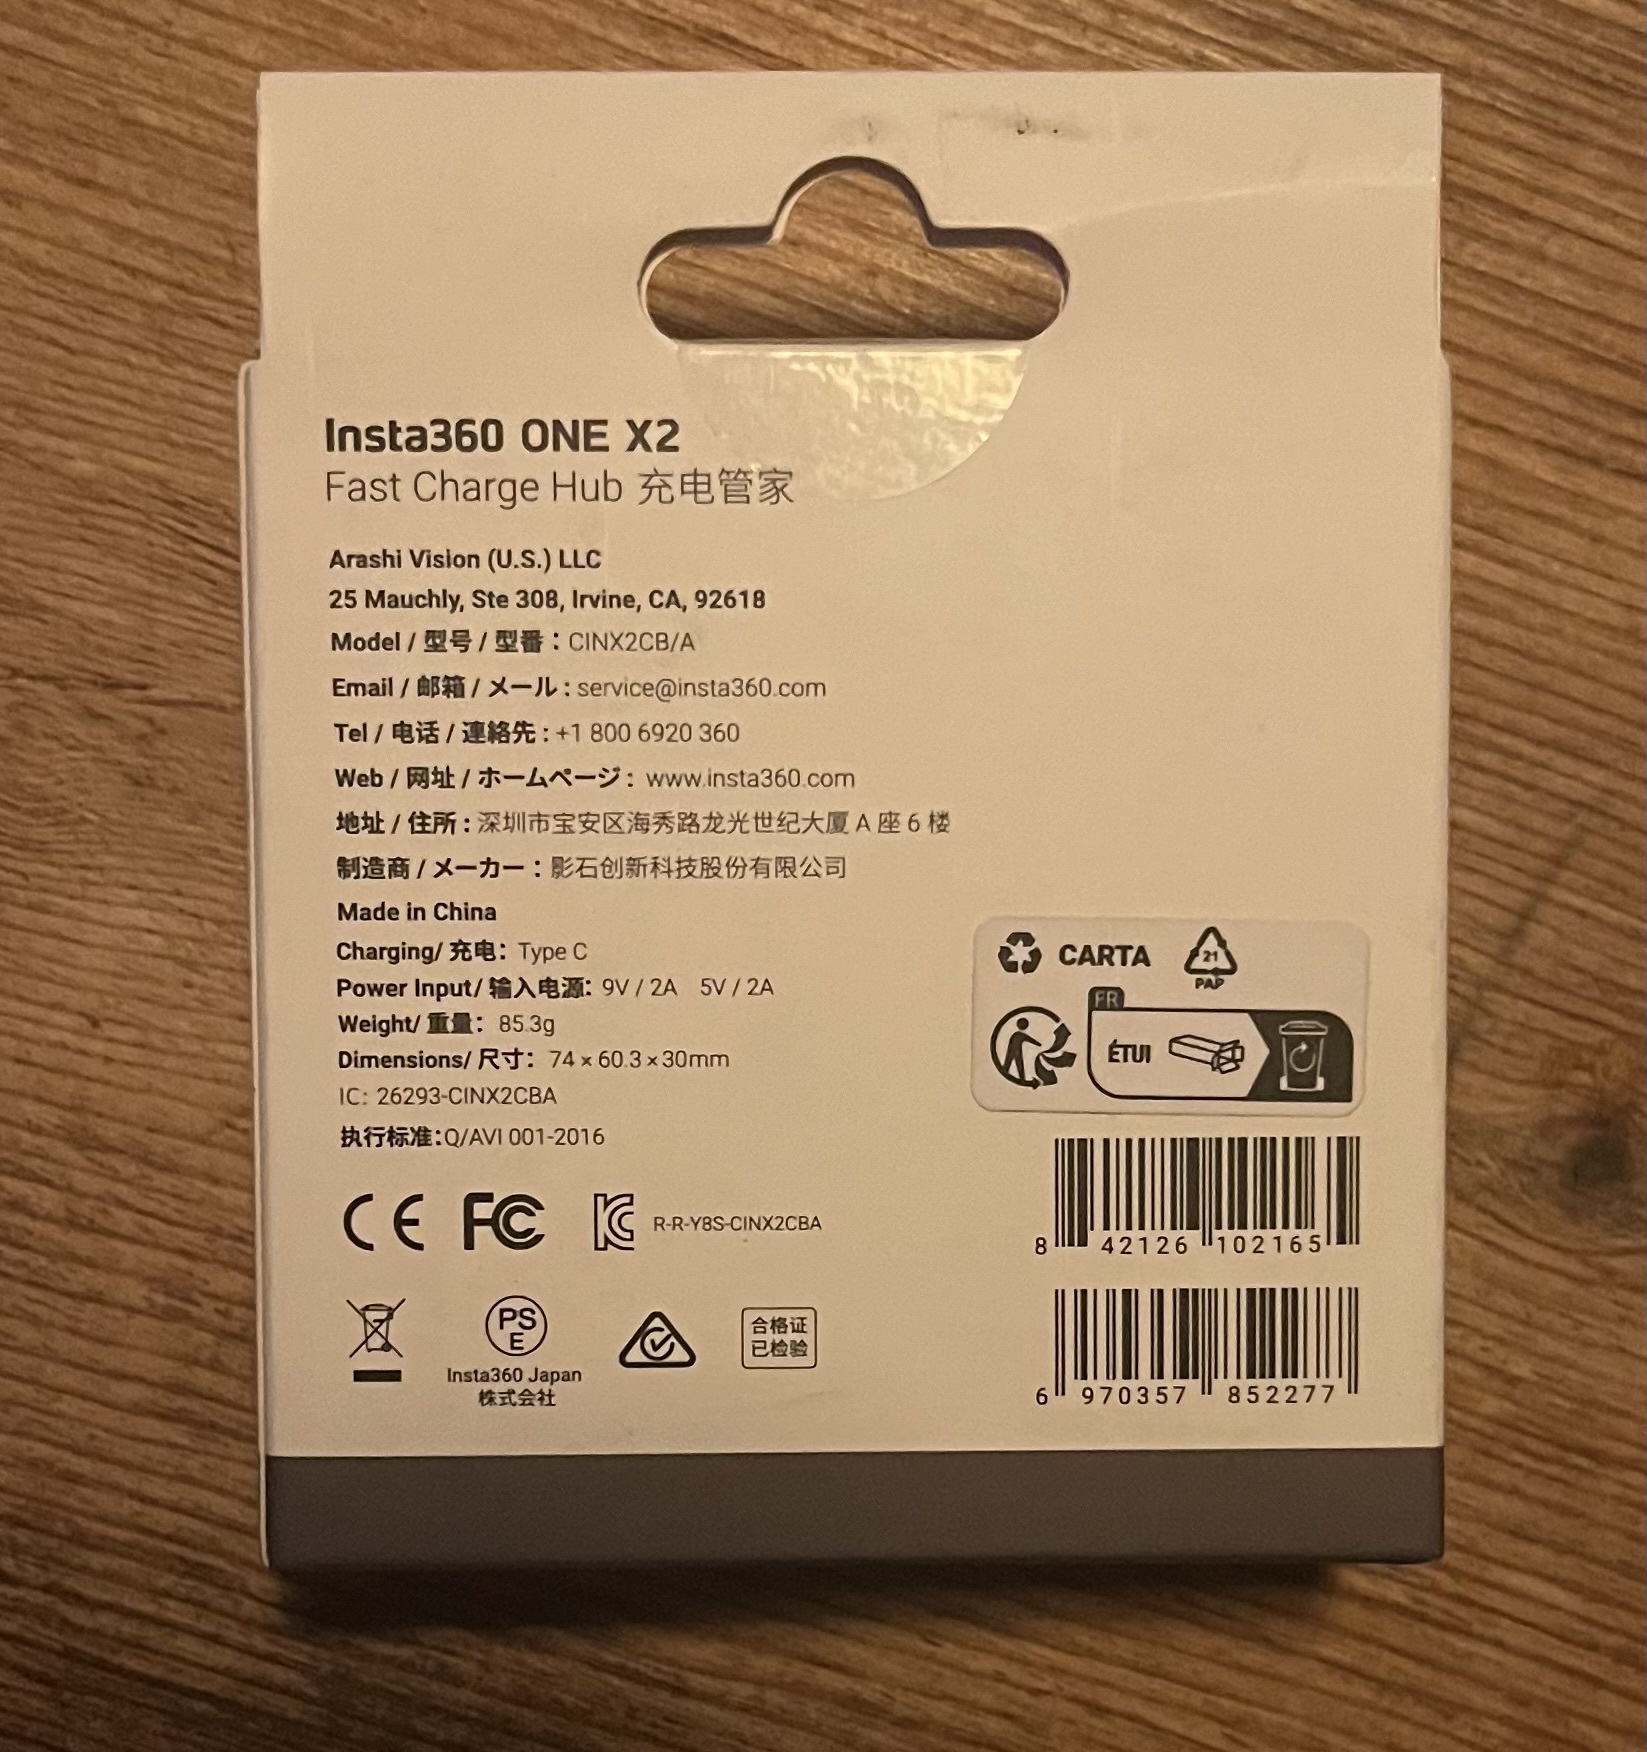 Insta360 ONE X2
Fast Charge Hub 充电管家
Arashi Vision (U.S.) LLC
25 Mauchly, Ste 308, Irvine, CA, 92618
Model / 型号 / 型番：CINX2CB/A
Email / 邮箱 / メール : service@insta360.com
Tel / 电话 / 連絡先 : +1 800 6920 360
Web / 网址 / ホームページ : www.insta360.com
地址 / 住所 : 深圳市宝安区海秀路龙光世纪大厦 A 座 6 楼
制造商 / メーカー：影石创新科技股份有限公司
Made in China
Charging/ 充电： Type C
Power Input/ 输入电源: 9V / 2A 5V / 2A
Weight/ 重量： 85.3g
Dimensions/ 尺寸： 74 × 60.3 × 30mm
IC: 26293-CINX2CBA
执行标准:Q/AVI 001-2016
CE FC KC R-R-Y8S-CINX2CBA
PS
E
Insta360 Japan
株式会社
合格证
已检验
CARTA
21
PAP
FR
ÉTUI
8 42126 102165
6 970357 852277